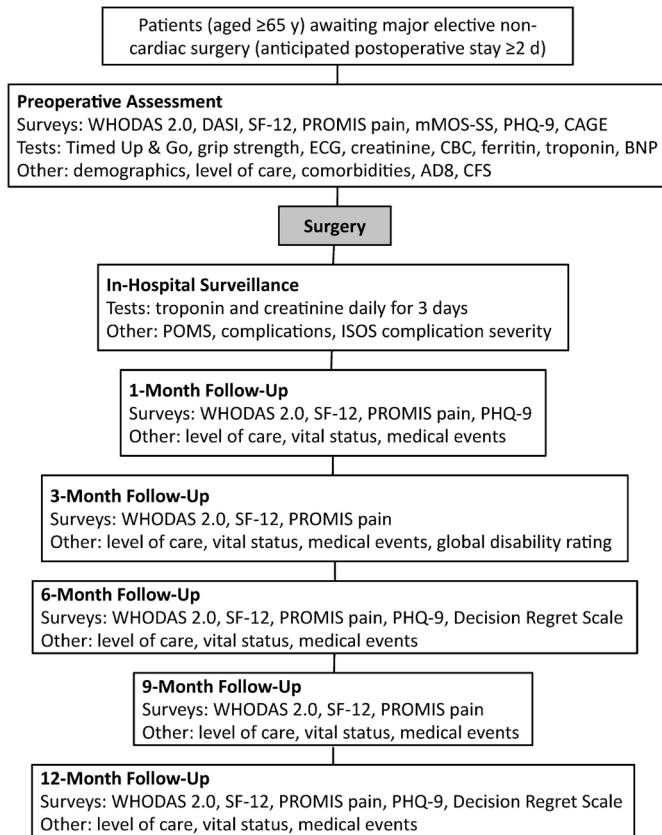 Patients (aged ≥65 y) awaiting major elective non-
cardiac surgery (anticipated postoperative stay ≥2 d)
Preoperative Assessment
Surveys: WHODAS 2.0, DASI, SF-12, PROMIS pain, mMOS-SS, PHQ-9, CAGE
Tests: Timed Up & Go, grip strength, ECG, creatinine, CBC, ferritin, troponin, BNP
Other: demographics, level of care, comorbidities, AD8, CFS
Surgery
In-Hospital Surveillance
Tests: troponin and creatinine daily for 3 days
Other: POMS, complications, ISOS complication severity
1-Month Follow-Up
Surveys: WHODAS 2.0, SF-12, PROMIS pain, PHQ-9
Other: level of care, vital status, medical events
3-Month Follow-Up
Surveys: WHODAS 2.0, SF-12, PROMIS pain
Other: level of care, vital status, medical events, global disability rating
6-Month Follow-Up
Surveys: WHODAS 2.0, SF-12, PROMIS pain, PHQ-9, Decision Regret Scale
Other: level of care, vital status, medical events
9-Month Follow-Up
Surveys: WHODAS 2.0, SF-12, PROMIS pain
Other: level of care, vital status, medical events
12-Month Follow-Up
Surveys: WHODAS 2.0, SF-12, PROMIS pain, PHQ-9, Decision Regret Scale
Other: level of care, vital status, medical events